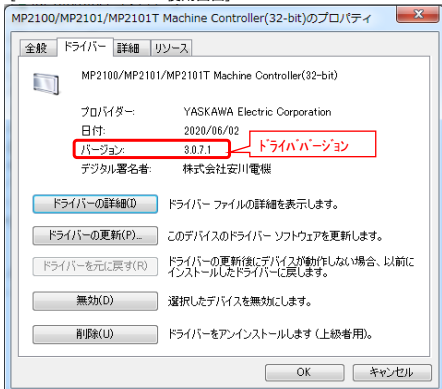 MP2100/MP2101/MP2101T Machine Controller(32-bit)のプロパティ
全般 ドライバー 詳細 リソース
MP2100/MP2101/MP2101T Machine Controller(32-bit)
プロバイダー: YASKAWA Electric Corporation
日付: 2020/06/02
バージョン: 3.0.7.1
ドライババージョン
デジタル署名者: 株式会社安川電機
ドライバーの詳細(I) ドライバー ファイルの詳細を表示します。
ドライバーの更新(P)... このデバイスのドライバー ソフトウェアを更新します。
ドライバーを元に戻す(R) ドライバーの更新後にデバイスが動作しない場合、以前に
インストールしたドライバーに戻します。
無効(D) 選択したデバイスを無効にします。
削除(U) ドライバーをアンインストールします (上級者用)。
OK キャンセル